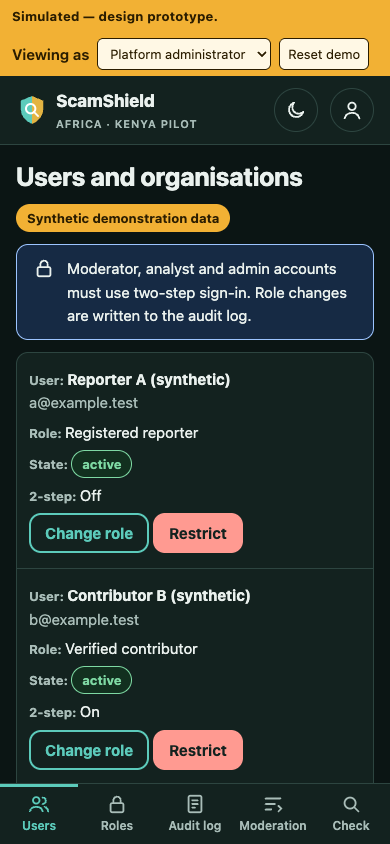 Simulated — design prototype.
Viewing as Platform administrator Reset demo
ScamShield
AFRICA · KENYA PILOT
Users and organisations
Synthetic demonstration data
Moderator, analyst and admin accounts
must use two-step sign-in. Role changes
are written to the audit log.
User: Reporter A (synthetic)
a@example.test
Role: Registered reporter
State: active
2-step: Off
Change role Restrict
User: Contributor B (synthetic)
b@example.test
Role: Verified contributor
State: active
2-step: On
Change role Restrict
Users Roles Audit log Moderation Check